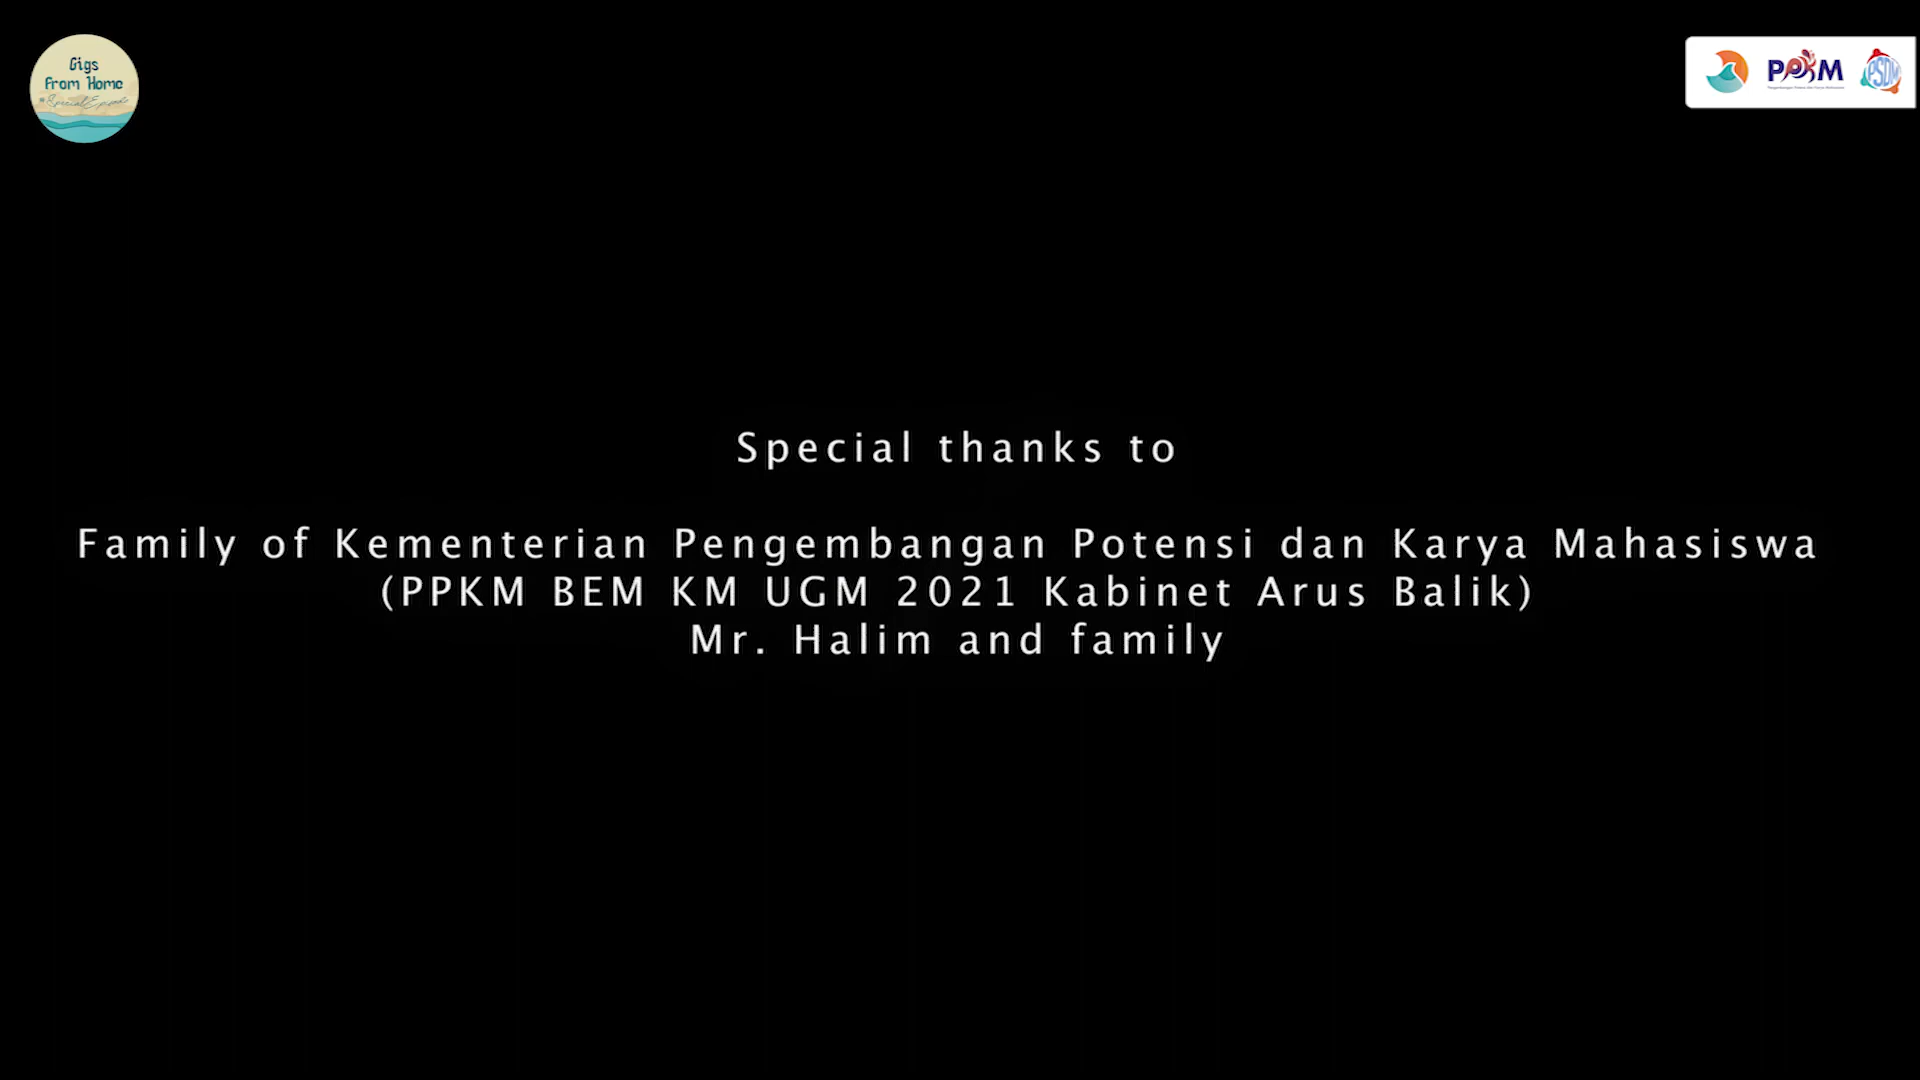 Gigs
From Home
PPKM
PSDM
Special thanks to
Family of Kementerian Pengembangan Potensi dan Karya Mahasiswa
(PPKM BEM KM UGM 2021 Kabinet Arus Balik)
Mr. Halim and family